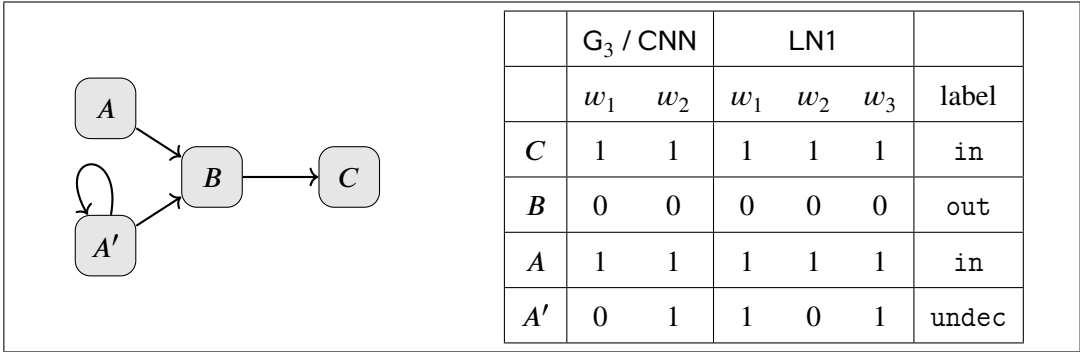 A
B
C
A′
G₃ / CNN LN1
w₁ w₂ w₁ w₂ w₃ label
C 1 1 1 1 1 in
B 0 0 0 0 0 out
A 1 1 1 1 1 in
A′ 0 1 1 0 1 undec